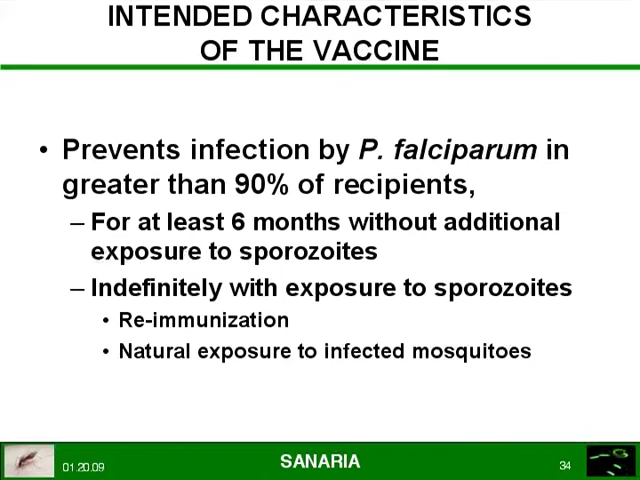 INTENDED CHARACTERISTICS
OF THE VACCINE
• Prevents infection by P. falciparum in
greater than 90% of recipients,
– For at least 6 months without additional
exposure to sporozoites
– Indefinitely with exposure to sporozoites
• Re-immunization
• Natural exposure to infected mosquitoes
01.20.09
SANARIA
34